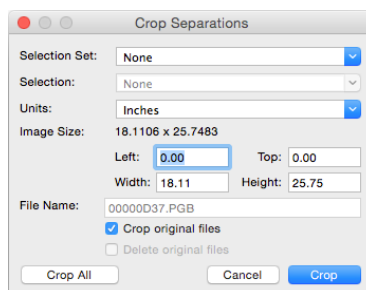 Crop Separations
Selection Set: None
Selection: None
Units: Inches
Image Size: 18.1106 x 25.7483
Left: 0.00 Top: 0.00
Width: 18.11 Height: 25.75
File Name: 00000D37.PGB
Crop original files
Delete original files
Crop All Cancel Crop